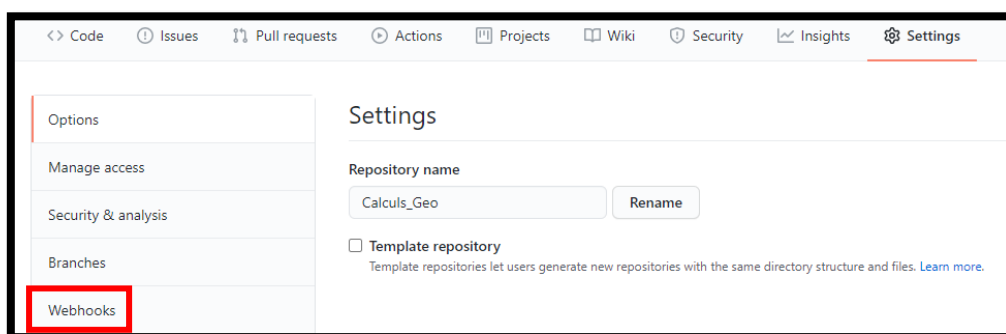 Code Issues Pull requests Actions Projects Wiki Security Insights Settings
Options
Manage access
Security & analysis
Branches
Webhooks
Settings
Repository name
Calculs_Geo Rename
Template repository
Template repositories let users generate new repositories with the same directory structure and files. Learn more.